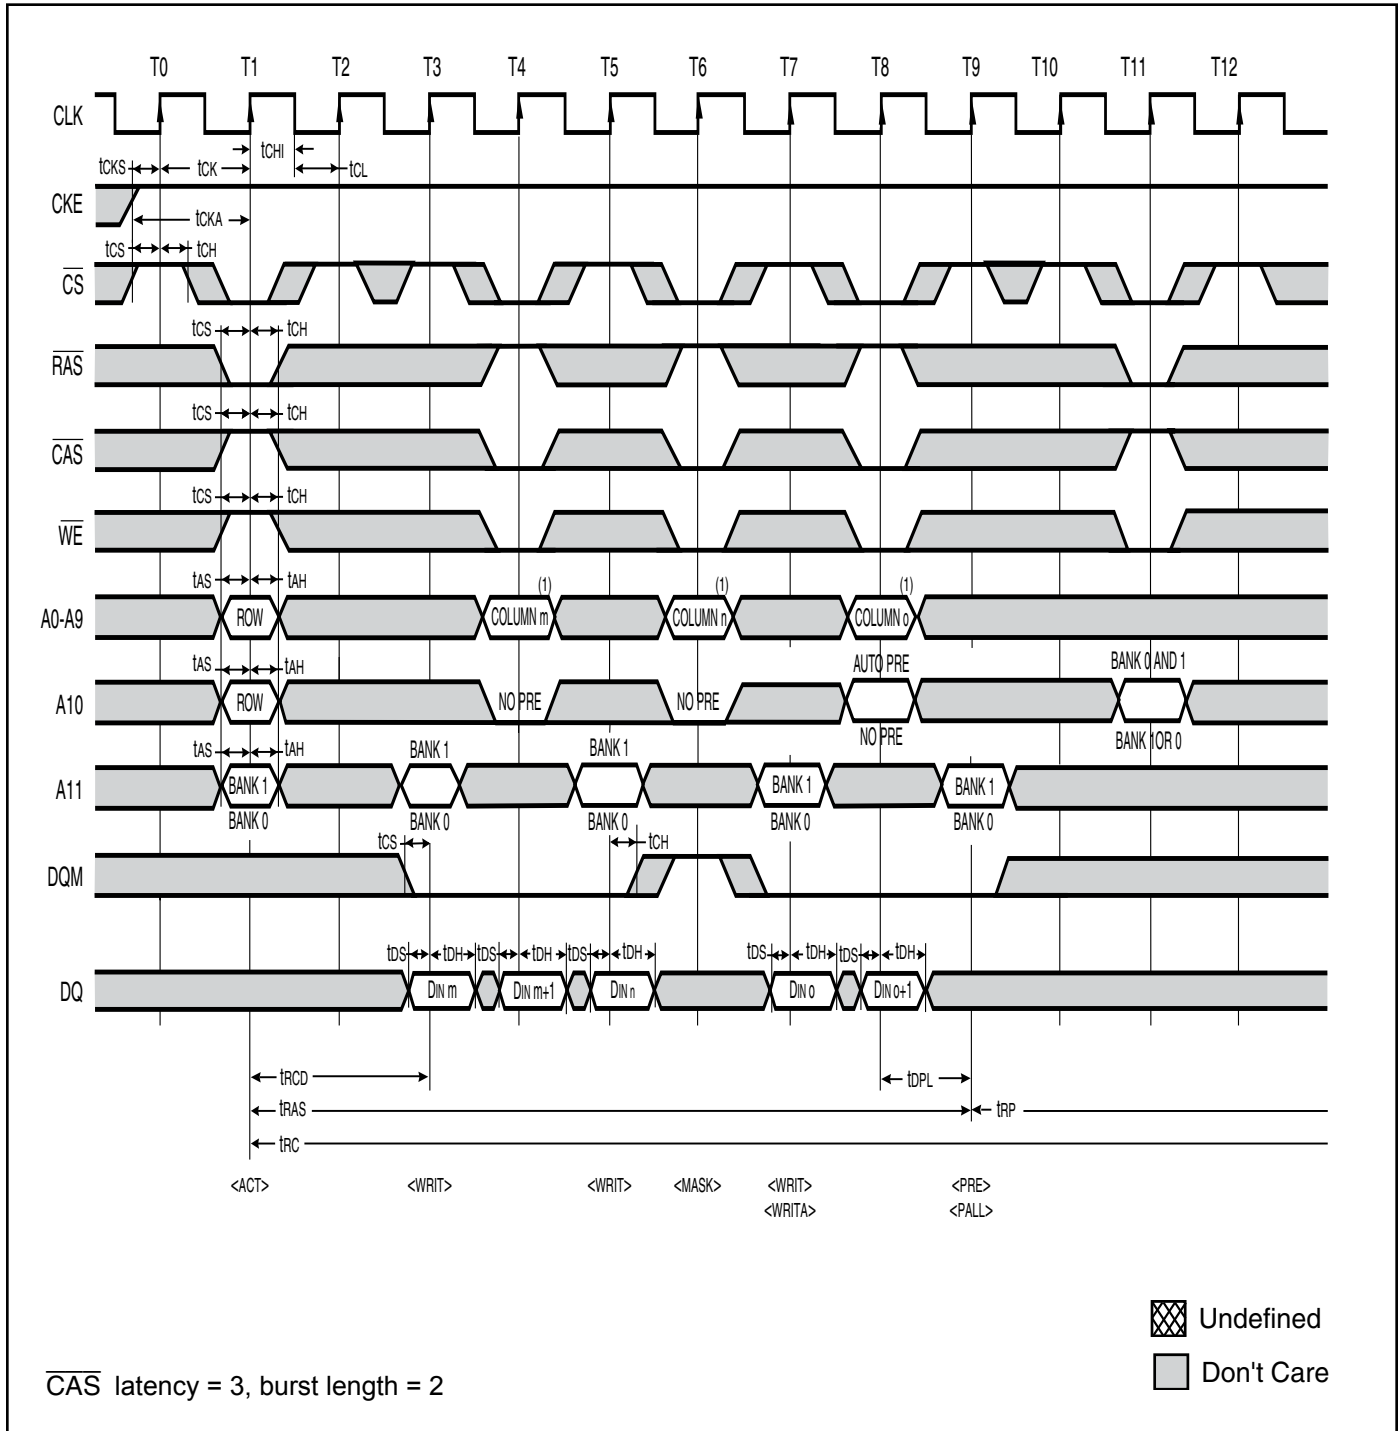 T0 T1 T2 T3 T4 T5 T6 T7 T8 T9 T10 T11 T12
CLK
tCHI
tCKS tCK tCL
CKE
tCKA
tCS tCH
CS
tCS tCH
RAS
tCS tCH
CAS
tCS tCH
WE
tAS tAH (1) (1) (1)
A0-A9 ROW COLUMN m COLUMN n COLUMN o
tAS tAH AUTO PRE BANK 0 AND 1
A10 ROW NO PRE NO PRE
NO PRE BANK 1OR 0
tAS tAH BANK 1 BANK 1
A11 BANK 1 BANK 1 BANK 1
BANK 0 BANK 0 BANK 0 BANK 0 BANK 0
tCS tCH
DQM
tDS tDH tDS tDH tDS tDH tDS tDH tDS tDH
DQ DIN m DIN m+1 DIN n DIN o DIN o+1
tRCD tDPL
tRAS tRP
tRC
<ACT> <WRIT> <WRIT> <MASK> <WRIT> <PRE>
<WRITA> <PALL>
Undefined
Don't Care
CAS latency = 3, burst length = 2